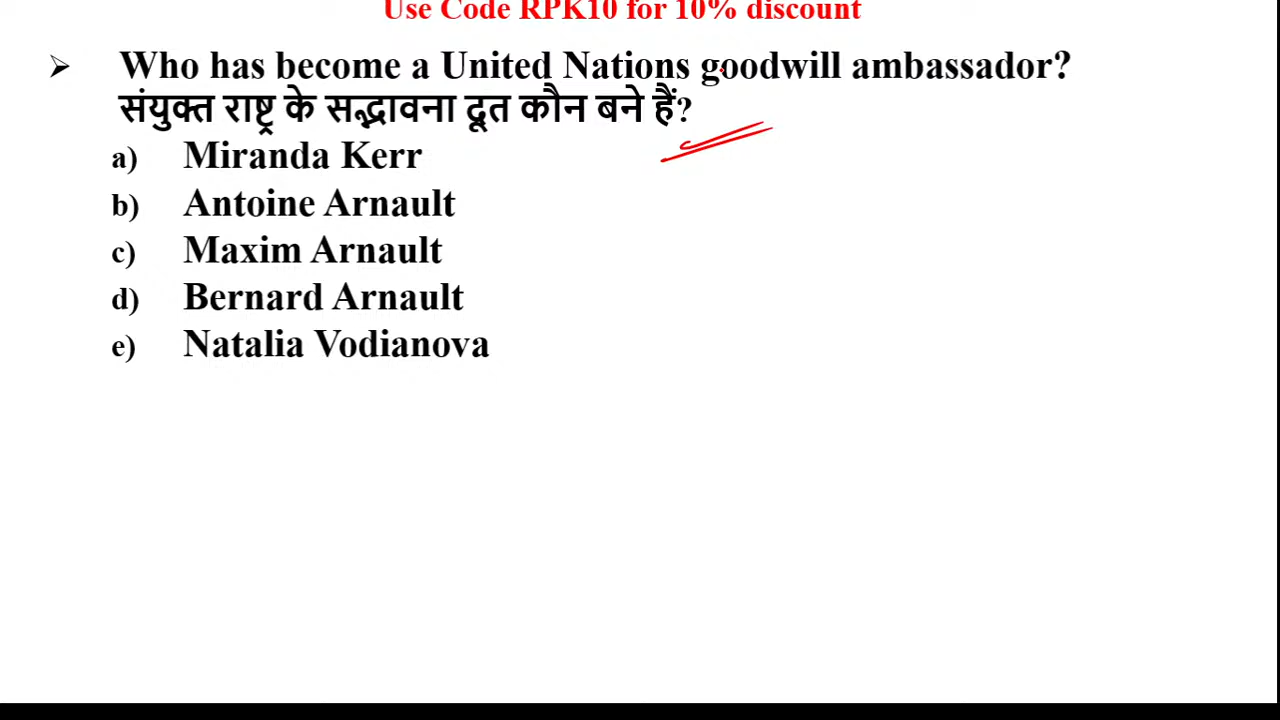 Use Code RPK10 for 10% discount
➢ Who has become a United Nations goodwill ambassador?
संयुक्त राष्ट्र के सद्भावना दूत कौन बने हैं?
a) Miranda Kerr
b) Antoine Arnault
c) Maxim Arnault
d) Bernard Arnault
e) Natalia Vodianova